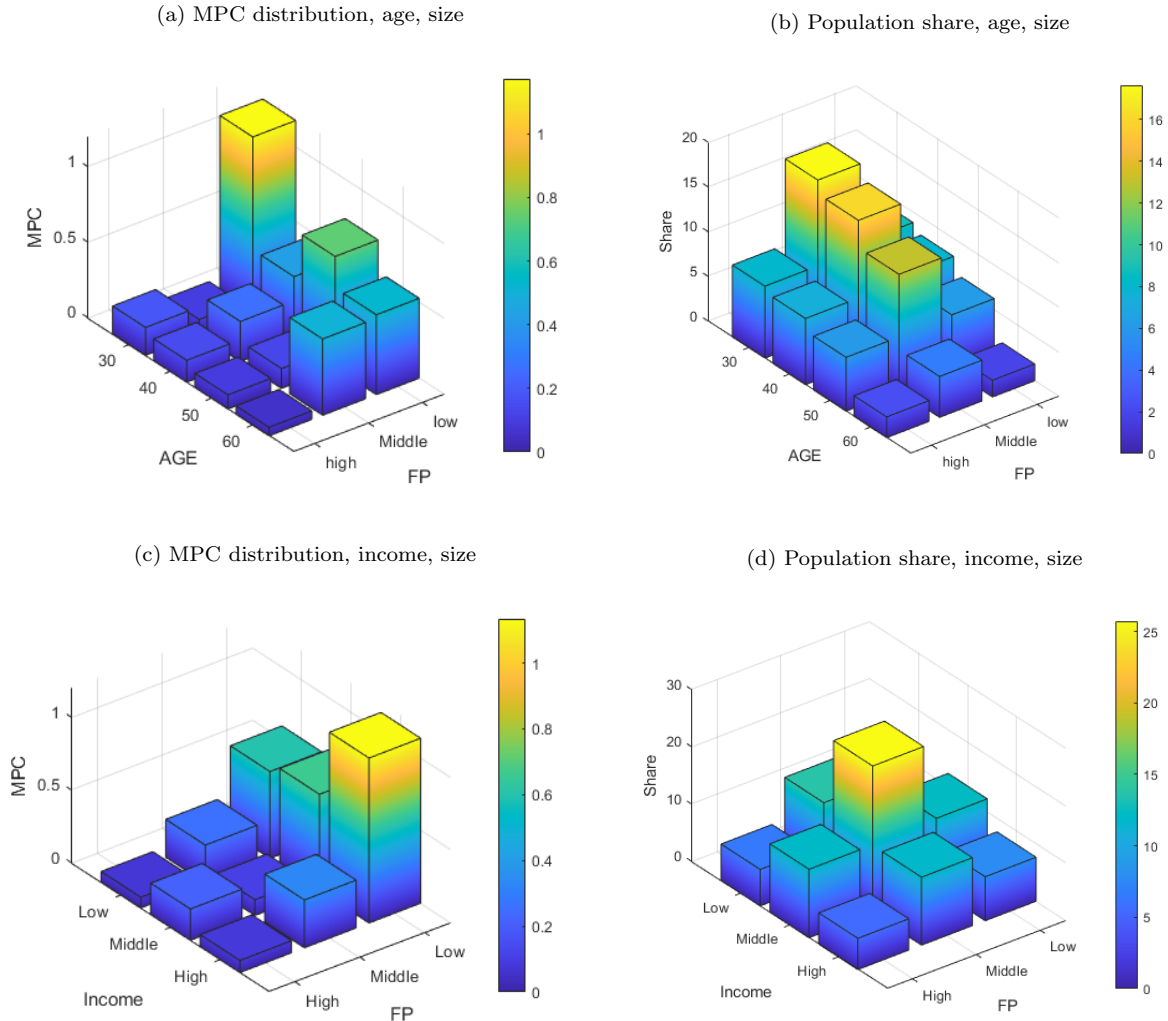 (a) MPC distribution, age, size
MPC
1
0.5
0
30
40
50
60
AGE
high
Middle
low
FP
1
0.8
0.6
0.4
0.2
0
(b) Population share, age, size
Share
20
15
10
5
0
30
40
50
60
AGE
high
Middle
low
FP
16
14
12
10
8
6
4
2
0
(c) MPC distribution, income, size
MPC
1
0.5
0
Low
Middle
High
Income
High
Middle
Low
FP
1
0.8
0.6
0.4
0.2
0
(d) Population share, income, size
Share
30
20
10
0
Low
Middle
High
Income
High
Middle
Low
FP
25
20
15
10
5
0